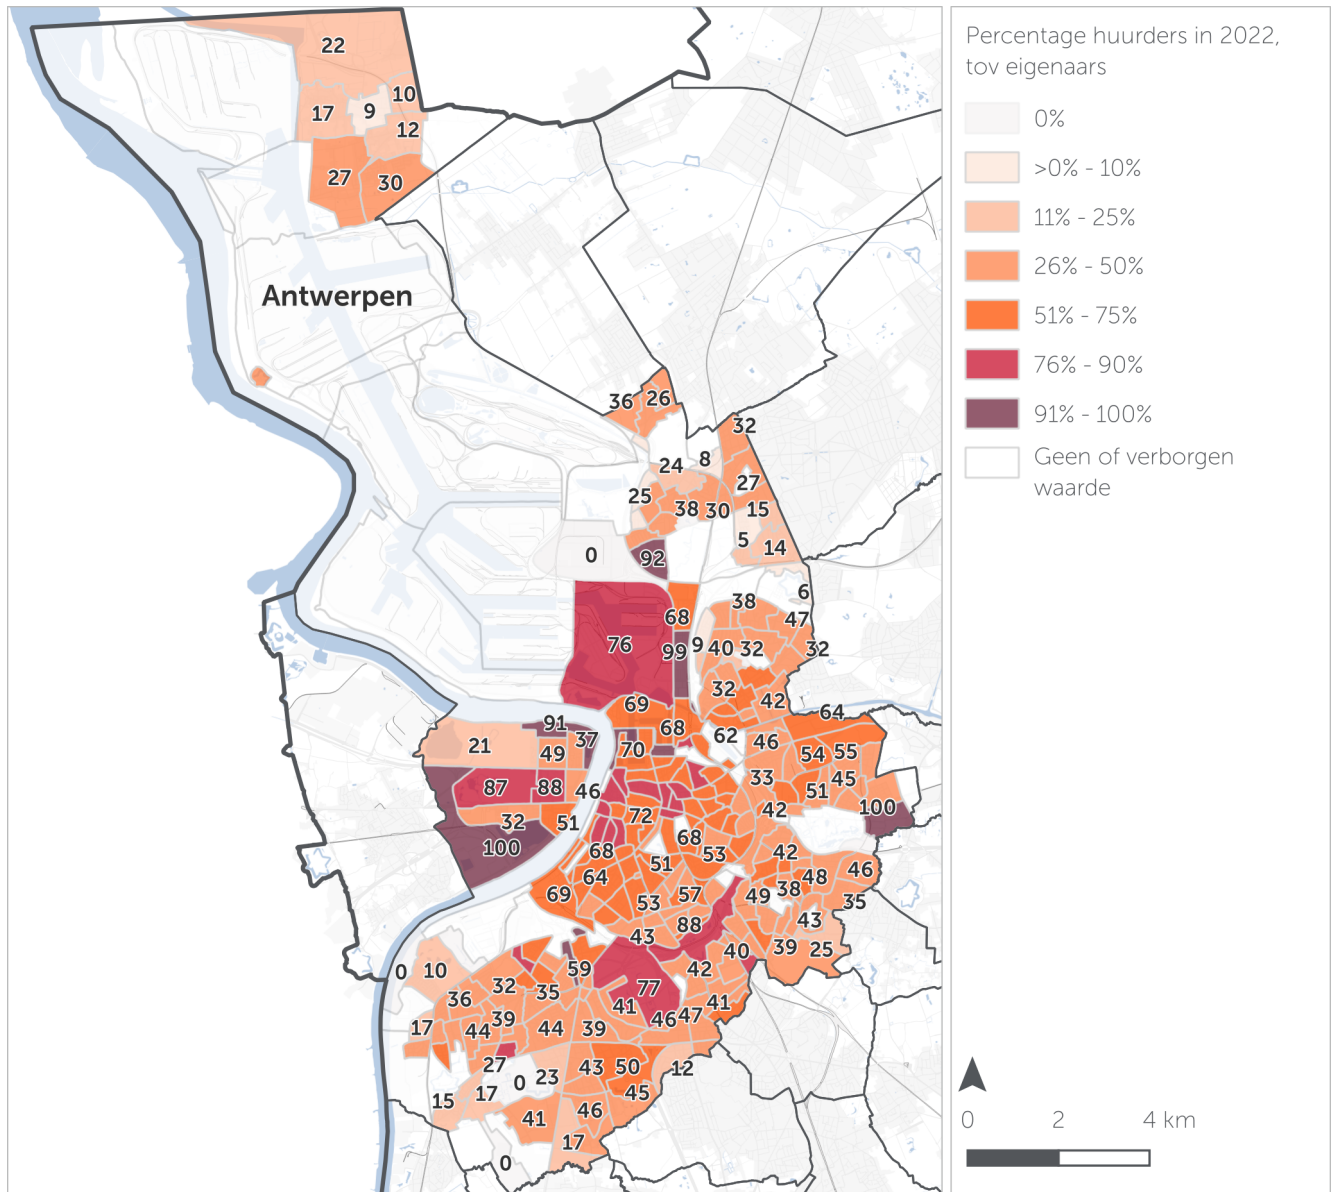 Percentage huurders in 2022,
tov eigenaars
0%
>0% - 10%
11% - 25%
26% - 50%
51% - 75%
76% - 90%
91% - 100%
Geen of verborgen
waarde
0 2 4 km
22
10
17 9
12
27 30
Antwerpen
36 26
32
24 8
27
25
38 30 15
5 14
0 92
6
38
68 47
76 99 9 40 32 32
32
69 42
64
91 68 62
21 49 37 70 46 54 55
33 45
87 88 46 51
100
32 51 72 42
100 68 68 53 42
51 46
64 48
69 53 57 49 38 35
88 43
43 40 39 25
0 10 59 42
32 35 77
36 41 41
17 44 39 44 39 46 47
27 43 50 12
0 23
15 17 45
41 46
17
0